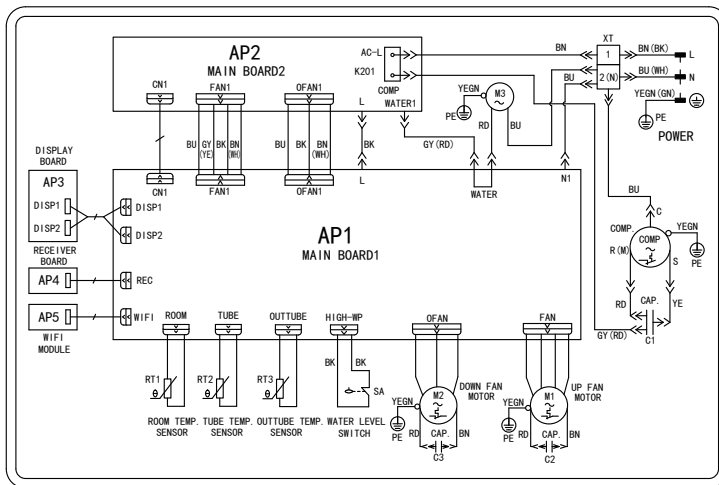 AP2
MAIN BOARD2
AC-L
K201
COMP
WATER1
CN1
FAN1
OFAN1
L
XT
1
2(N)
BN
BN(BK)
L
BU
BU(WH)
N
YEGN(GN)
PE
POWER
YEGN
M3
PE
RD
BU
GY(RD)
BU
GY
(YE)
BK
BN
(WH)
BU
BK
BN
(WH)
BK
CN1
FAN1
OFAN1
L
WATER
N1
DISPLAY
BOARD
AP3
DISP1
DISP2
DISP1
DISP2
RECEIVER
BOARD
AP4
REC
AP5
WIFI
WIFI
MODULE
AP1
MAIN BOARD1
BU
C
COMP.
COMP
YEGN
PE
R(M)
S
RD
CAP.
YE
C1
GY(RD)
ROOM
TUBE
OUTTUBE
HIGH-WP
OFAN
FAN
RT1
θ
RT2
θ
RT3
θ
BK
BK
SA
ROOM TEMP.
SENSOR
TUBE TEMP.
SENSOR
OUTTUBE TEMP.
SENSOR
WATER LEVEL
SWITCH
YEGN
PE
M2
DOWN FAN
MOTOR
RD
CAP.
BN
C3
YEGN
PE
M1
UP FAN
MOTOR
RD
CAP.
BN
C2